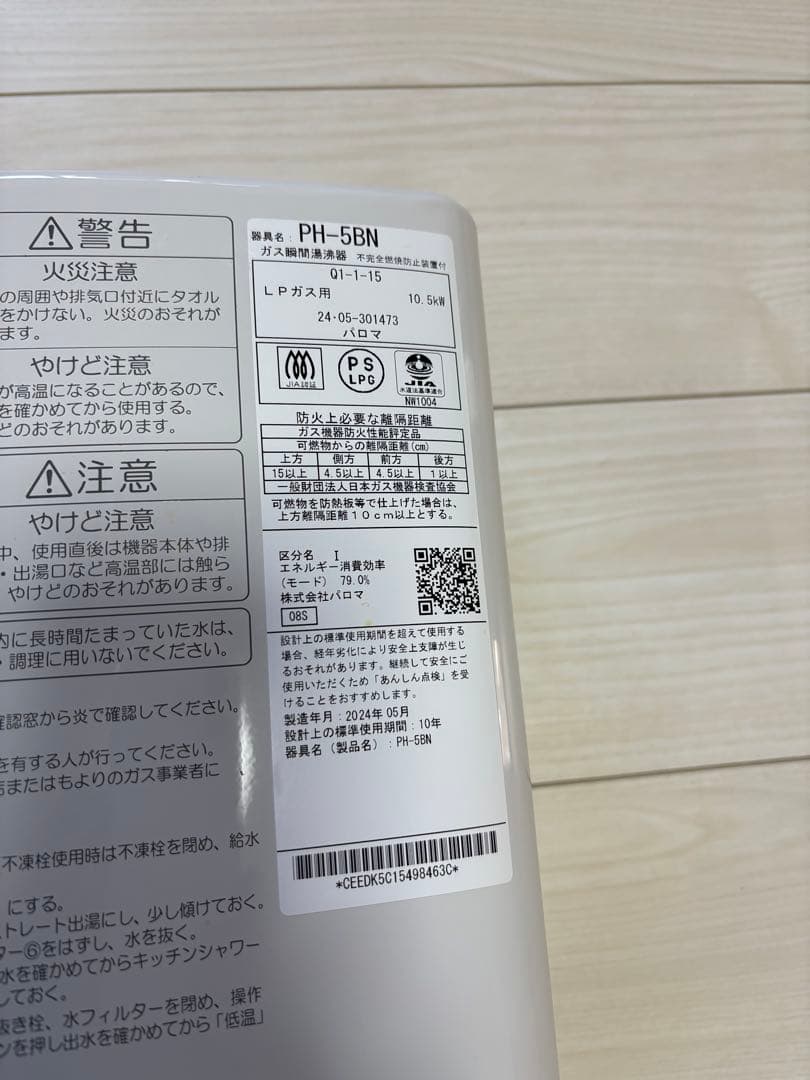 警告
火災注意
の周囲や排気口付近にタオル
をかけない。火災のおそれが
ます。
やけど注意
が高温になることがあるので、
を確かめてから使用する。
どのおそれがあります。
注意
やけど注意
中、使用直後は機器本体や排
・出湯口など高温部には触ら
やけどのおそれがあります。
内に長時間たまっていた水は、
・調理に用いないでください。
確認窓から炎で確認してください。
を有する人が行ってください。
店またはもよりのガス事業者に
不凍栓使用時は不凍栓を閉め、給水
にする。
ストレート出湯にし、少し傾けておく。
ター⑥をはずし、水を抜く。
水を確かめてからキッチンシャワー
しておく。
抜き栓、水フィルターを閉め、操作
ンを押し出水を確かめてから「低温」
器具名: PH-5BN
ガス瞬間湯沸器 不完全燃焼防止装置付
Q1-1-15
LPガス用 10.5kW
24・05-301473
パロマ
JIA認証
PS
LPG
JIA
水道法基準適合
NW1004
防火上必要な離隔距離
ガス機器防火性能評定品
可燃物からの離隔距離(cm)
上方 側方 前方 後方
15以上 4.5以上 4.5以上 1以上
一般財団法人日本ガス機器検査協会
可燃物を防熱板等で仕上げた場合は、
上方離隔距離10cm以上とする。
区分名 I
エネルギー消費効率
(モード) 79.0%
株式会社パロマ
08S
設計上の標準使用期間を超えて使用する
場合、経年劣化により安全上支障が生じ
るおそれがあります。継続して安全にご
使用いただくため「あんしん点検」を受
けることをおすすめします。
製造年月:2024年05月
設計上の標準使用期間:10年
器具名(製品名):PH-5BN
*CEEDK5C15498463C*